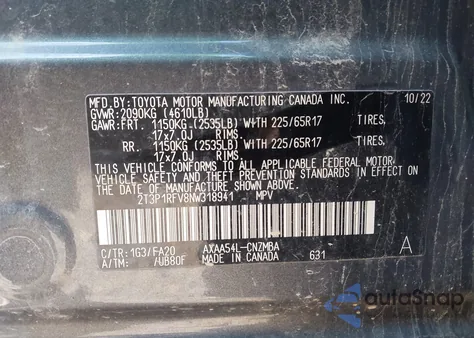 MFD.BY:TOYOTA MOTOR MANUFACTURING CANADA INC. 10/22
GVWR:2090KG (4610LB)
GAWR:FRT. 1150KG (2535LB) WITH 225/65R17 TIRES,
17x7.0J RIMS.
RR. 1150KG (2535LB) WITH 225/65R17 TIRES,
17x7.0J RIMS.
THIS VEHICLE CONFORMS TO ALL APPLICABLE FEDERAL MOTOR
VEHICLE SAFETY STANDARDS IN EFFECT ON THE DATE OF
MANUFACTURE SHOWN ABOVE.
2T3P1RFV8NW318941 MPV
C/TR:1G3/FA20 AXAA54L-CNZMBA A
A/TM: /UB80F MADE IN CANADA 631
autoSnap